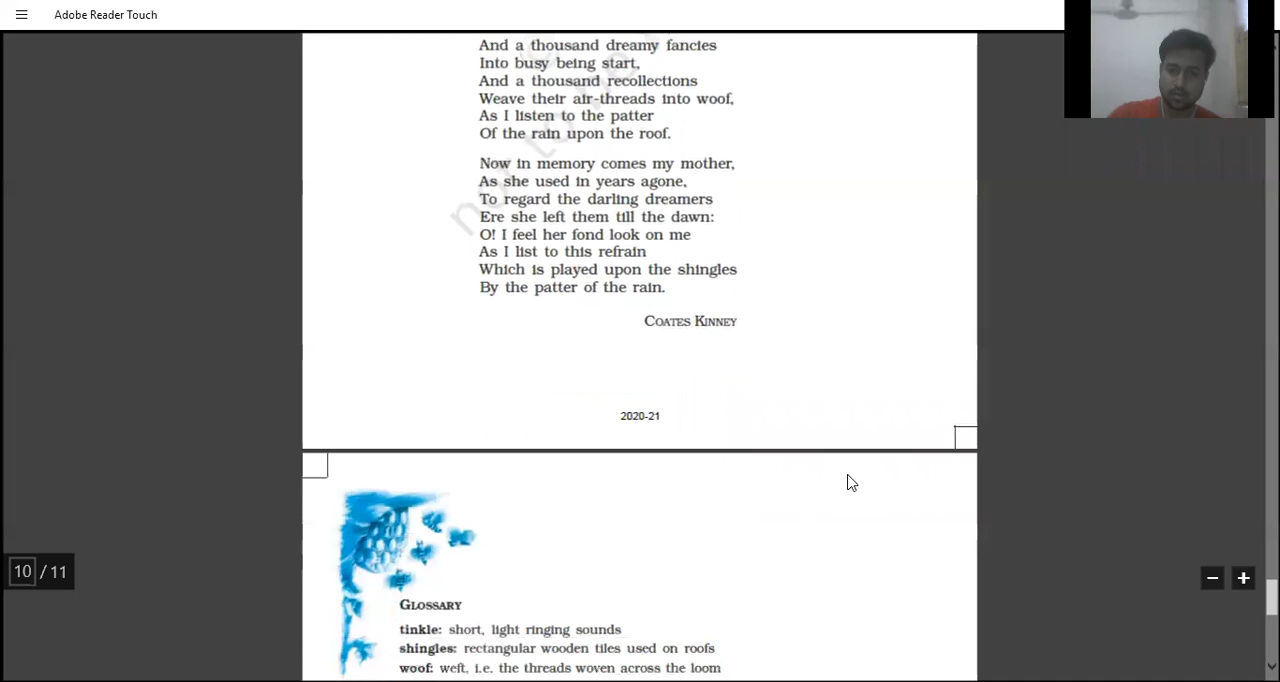 Adobe Reader Touch
And a thousand dreamy fancies
Into busy being start,
And a thousand recollections
Weave their air-threads into woof,
As I listen to the patter
Of the rain upon the roof.
Now in memory comes my mother,
As she used in years agone,
To regard the darling dreamers
Ere she left them till the dawn:
O! I feel her fond look on me
As I list to this refrain
Which is played upon the shingles
By the patter of the rain.
COATES KINNEY
not to be
2020-21
10 / 11
GLOSSARY
tinkle: short, light ringing sounds
shingles: rectangular wooden tiles used on roofs
woof: weft, i.e. the threads woven across the loom